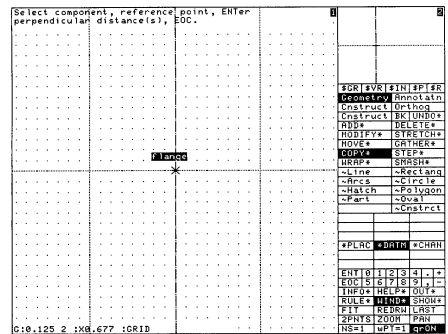 Select component, reference point, ENTer
perpendicular distance(s), EOC.
1
2
flange
$GR $VR $IN $P $R
Geometry Annotatn
Cnstruct Orthog
Cnstruct BK UNDO*
ADD* DELETE*
MODIFY* STRETCH*
MOVE* GATHER*
COPY* STEP*
WRAP* SMASH*
~Line ~Rectang
~Arcs ~Circle
~Hatch ~Polygon
~Part ~Oval
~Cnstrct
*PLAC *DATM *CHAN
ENT 0 1 2 3 4 . +
EOC 5 6 7 8 9 , -
INFO* HELP* OUT*
RULE* WIND* SHOW*
FIT REDRW LAST
2PNTS ZOOM PAN
NS=1 wPT=1 grON
G:0.125 2 :X0.677 :GRID